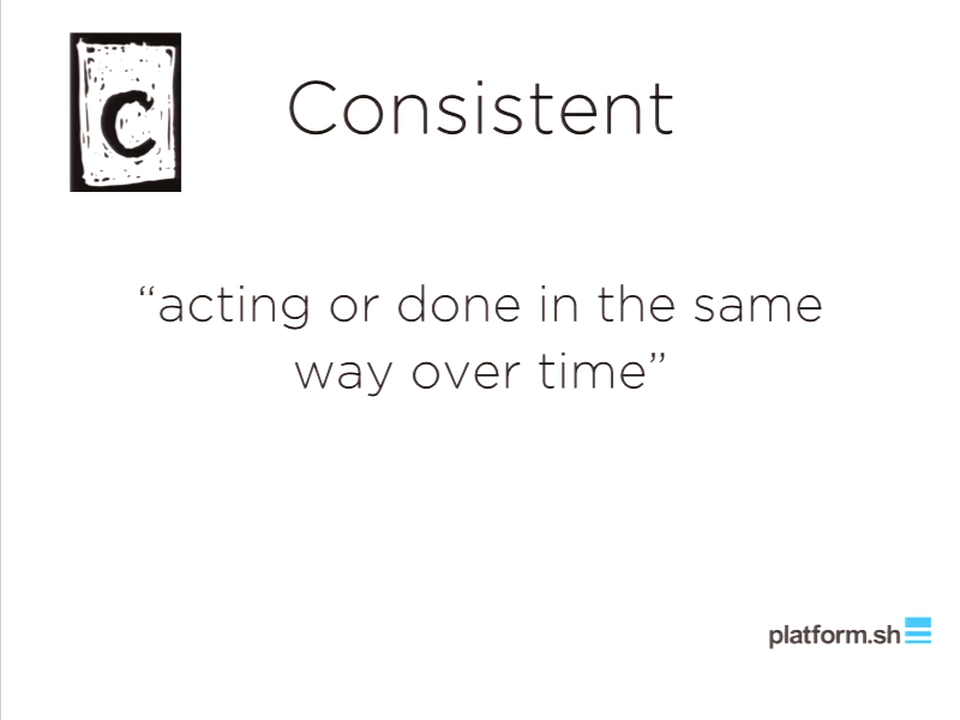 C
Consistent
“acting or done in the same
way over time”
platform.sh